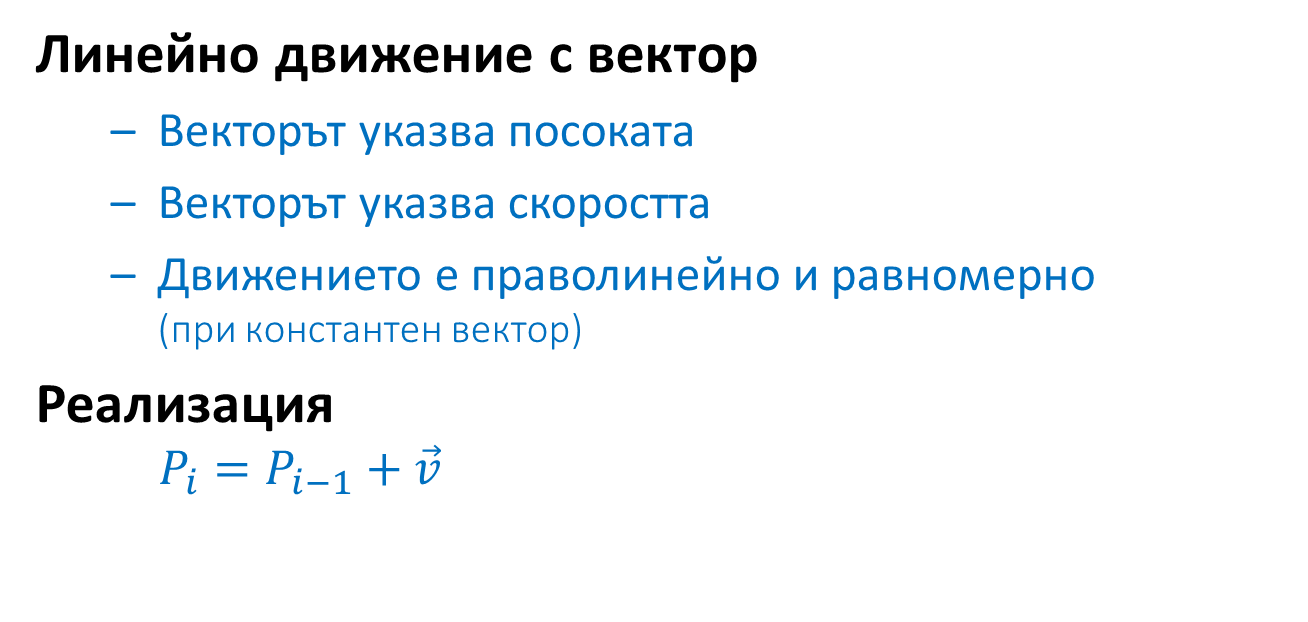 Линейно движение с вектор
– Векторът указва посоката
– Векторът указва скоростта
– Движението е праволинейно и равномерно
(при константен вектор)
Реализация
𝑃ᵢ = 𝑃ᵢ₋₁ + 𝑣⃗